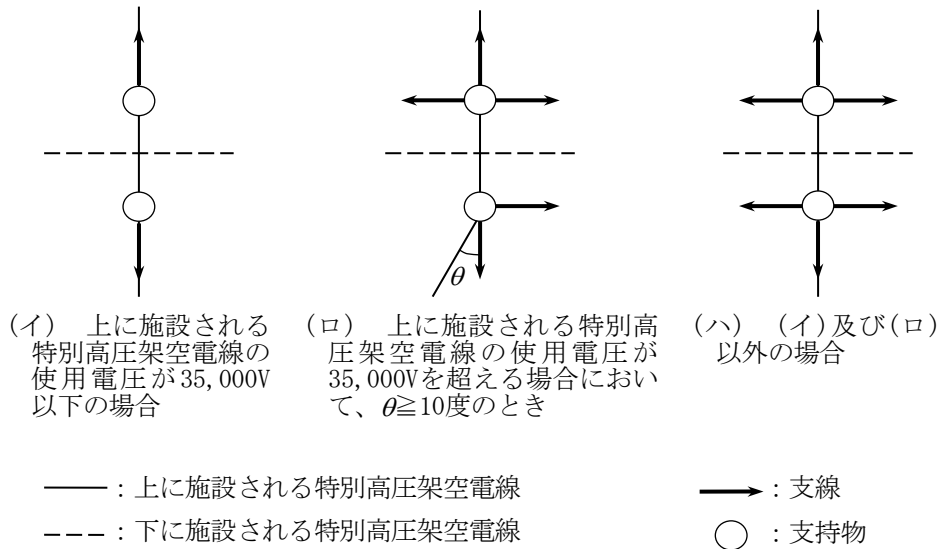 θ
(イ) 上に施設される
特別高圧架空電線の
使用電圧が35,000V
以下の場合
(ロ) 上に施設される特別高
圧架空電線の使用電圧が
35,000Vを超える場合におい
て、θ≧10度のとき
(ハ) (イ)及び(ロ)
以外の場合
：上に施設される特別高圧架空電線
：支線
：下に施設される特別高圧架空電線
：支持物